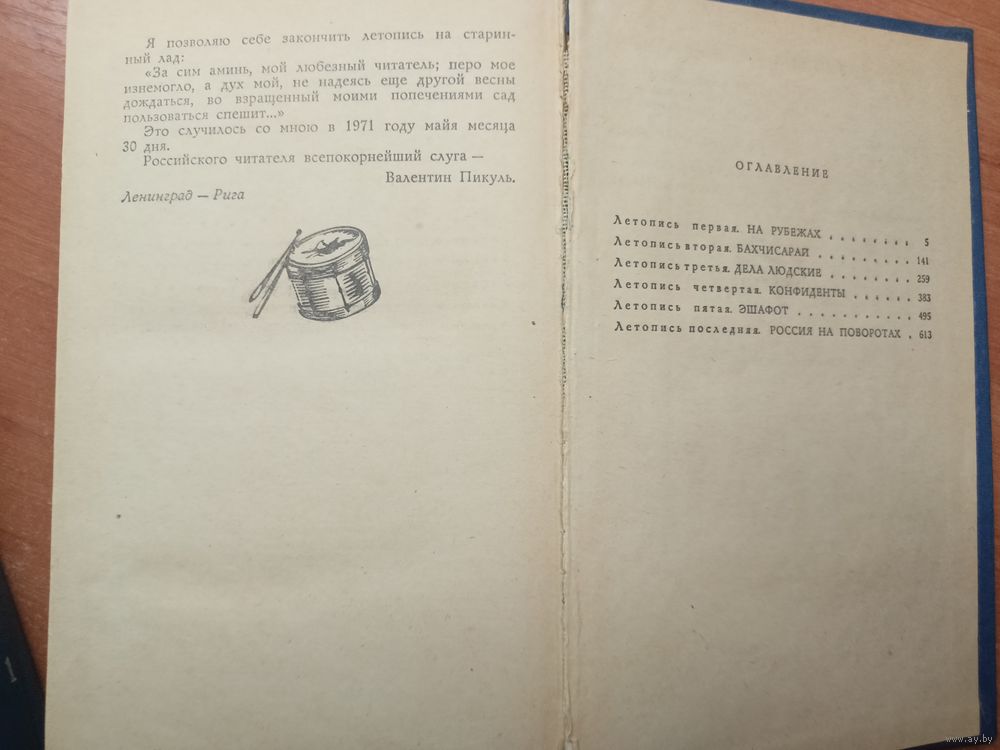 Я позволяю себе закончить летопись на старин-
ный лад:
«За сим аминь, мой любезный читатель; перо мое
изнемогло, а дух мой, не надеясь еще другой весны
дождаться, во взращенный моими попечениями сад
пользоваться спешит...»
Это случилось со мною в 1971 году майя месяца
30 дня.
Российского читателя всепокорнейший слуга —
Валентин Пикуль.
Ленинград — Рига
ОГЛАВЛЕНИЕ
Летопись первая. НА РУБЕЖАХ . . . . . . . . 5
Летопись вторая. БАХЧИСАРАЙ . . . . . . . . . 141
Летопись третья. ДЕЛА ЛЮДСКИЕ . . . . . . . . 259
Летопись четвертая. КОНФИДЕНТЫ . . . . . . 383
Летопись пятая. ЭШАФОТ . . . . . . . . . . . 495
Летопись последняя. РОССИЯ НА ПОВОРОТАХ . 613
www.ay.by